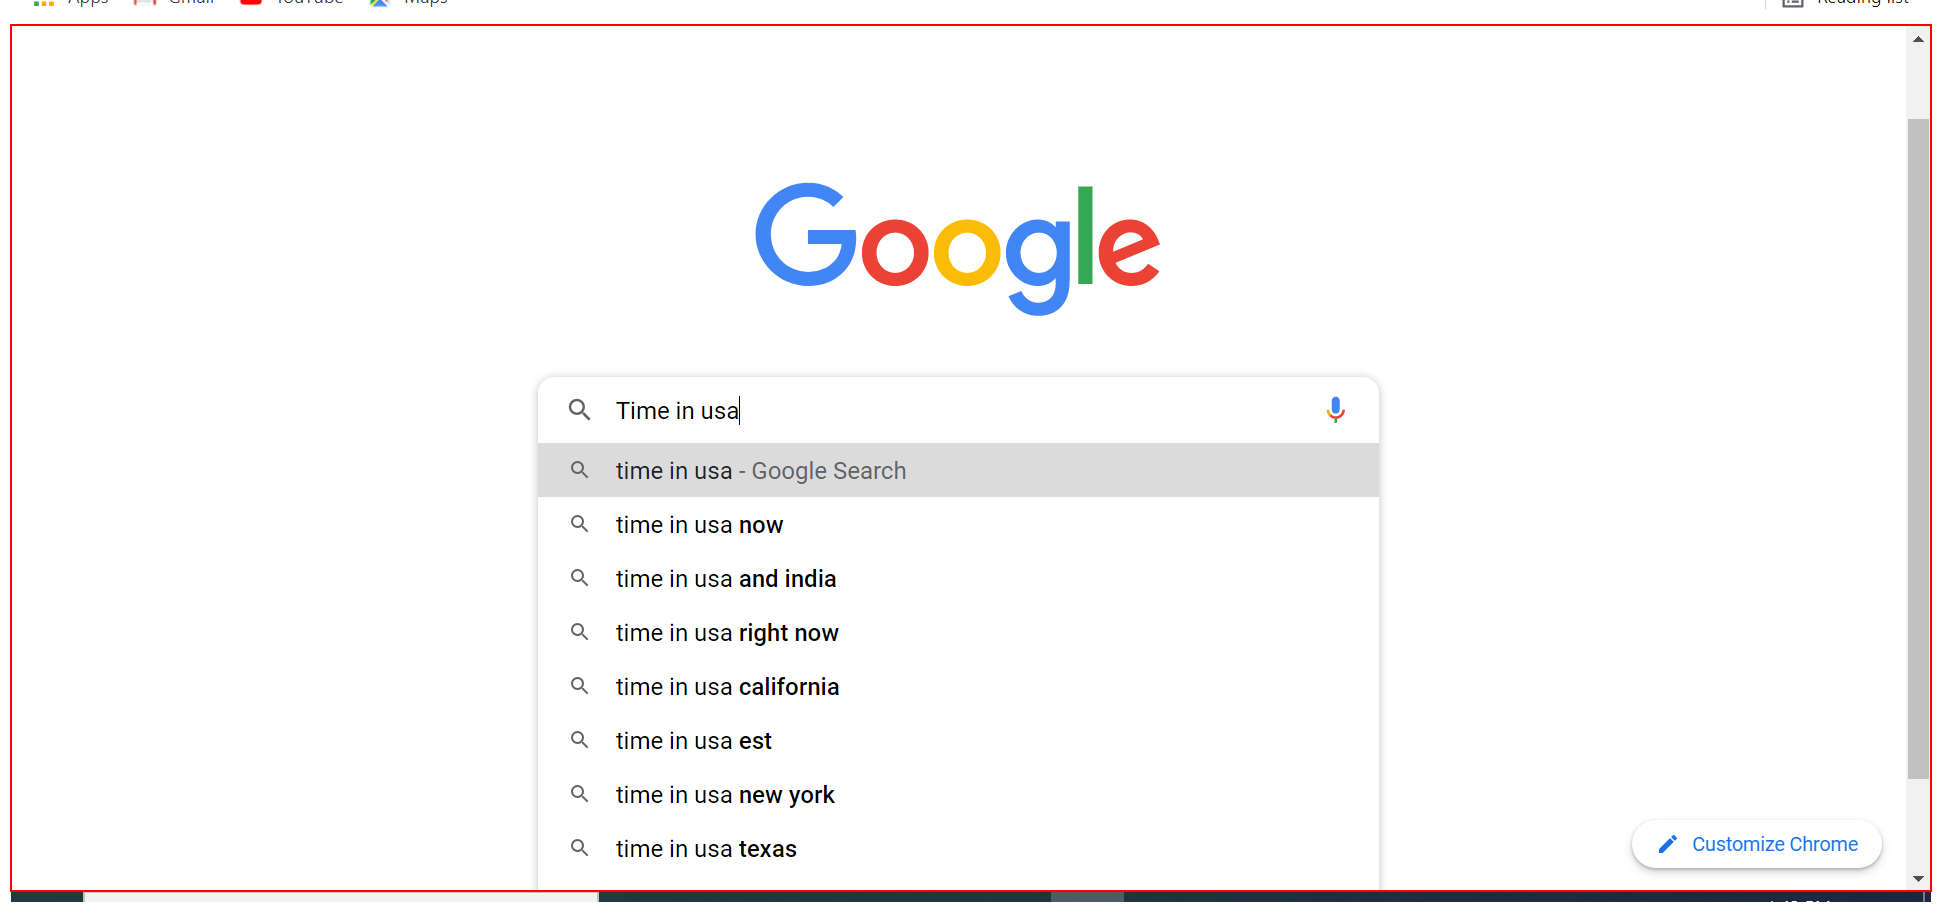 Apps Gmail YouTube Maps Reading list
Google
Time in usa
time in usa - Google Search
time in usa now
time in usa and india
time in usa right now
time in usa california
time in usa est
time in usa new york
time in usa texas
Customize Chrome